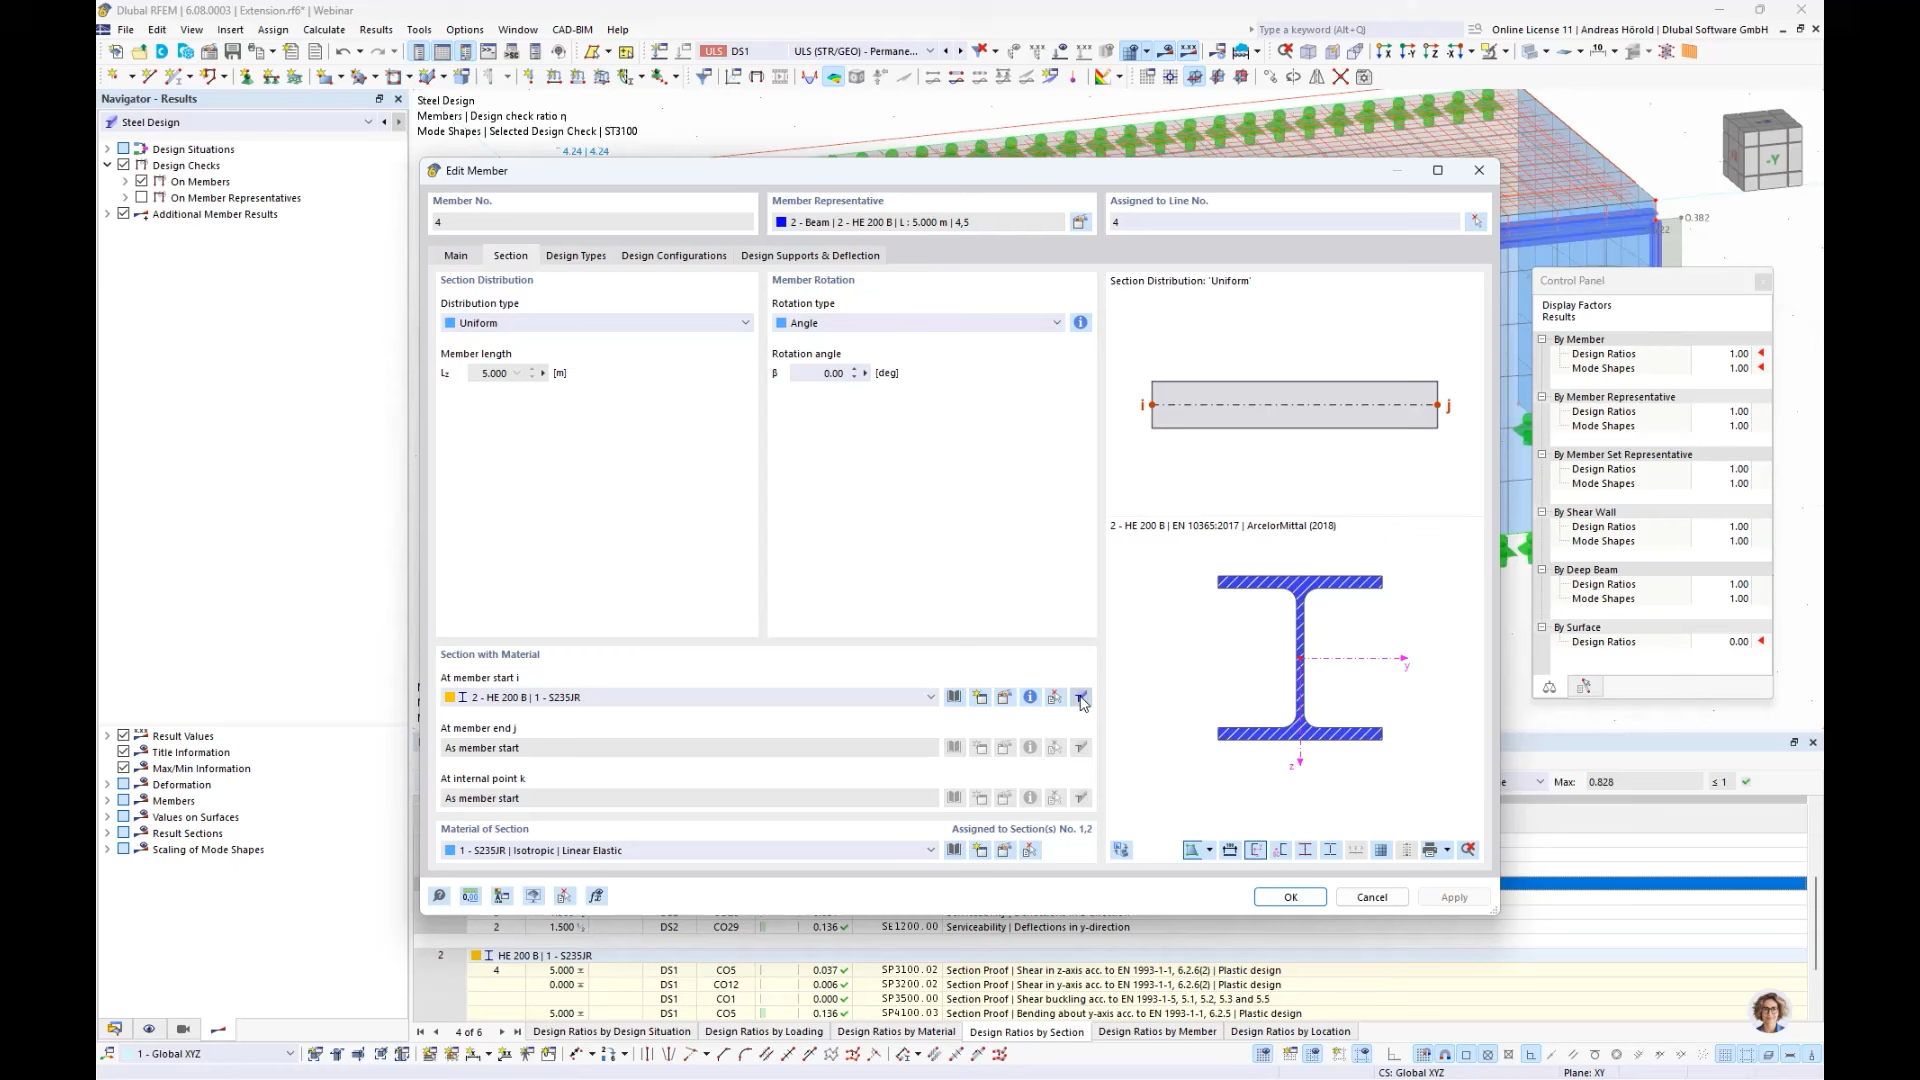 Dlubal RFEM | 6.08.0003 | Extension.rf6* | Webinar
File Edit View Insert Assign Calculate Results Tools Options Window CAD-BIM Help
Type a keyword (Alt+Q)
Online License 11 | Andreas Hörold | Dlubal Software GmbH
ULS DS1 ULS (STR/GEO) - Permane...
Navigator - Results
Steel Design
Design Situations
Design Checks
On Members
On Member Representatives
Additional Member Results
Result Values
Title Information
Max/Min Information
Deformation
Members
Values on Surfaces
Result Sections
Scaling of Mode Shapes
Steel Design
Members | Design check ratio η
Mode Shapes | Selected Design Check | ST3100
4.24 | 4.24
-Y
0.382
Edit Member
Member No.
4
Member Representative
2 - Beam | 2 - HE 200 B | L : 5.000 m | 4,5
Assigned to Line No.
4
Main Section Design Types Design Configurations Design Supports & Deflection
Section Distribution
Distribution type
Uniform
Member length
Lz 5.000 [m]
Member Rotation
Rotation type
Angle
Rotation angle
β 0.00 [deg]
Section Distribution: 'Uniform'
i j
2 - HE 200 B | EN 10365:2017 | ArcelorMittal (2018)
y
z
Section with Material
At member start i
2 - HE 200 B | 1 - S235JR
At member end j
As member start
At internal point k
As member start
Material of Section Assigned to Section(s) No. 1,2
1 - S235JR | Isotropic | Linear Elastic
OK Cancel Apply
Control Panel
Display Factors
Results
By Member
Design Ratios 1.00
Mode Shapes 1.00
By Member Representative
Design Ratios 1.00
Mode Shapes 1.00
By Member Set Representative
Design Ratios 1.00
Mode Shapes 1.00
By Shear Wall
Design Ratios 1.00
Mode Shapes 1.00
By Deep Beam
Design Ratios 1.00
Mode Shapes 1.00
By Surface
Design Ratios 0.00
Max: 0.828 ≤ 1
2 1.500 ½ DS2 CO29 0.136 SE1200.00 Serviceability | Deflections in y-direction
2 HE 200 B | 1 - S235JR
4 5.000 DS1 CO5 0.037 SP3100.02 Section Proof | Shear in z-axis acc. to EN 1993-1-1, 6.2.6(2) | Plastic design
0.000 DS1 CO12 0.006 SP3200.02 Section Proof | Shear in y-axis acc. to EN 1993-1-1, 6.2.6(2) | Plastic design
DS1 CO1 0.000 SP3500.00 Section Proof | Shear buckling acc. to EN 1993-1-5, 5.1, 5.2, 5.3 and 5.5
5.000 DS1 CO5 0.136 SP4100.03 Section Proof | Bending about y-axis acc. to EN 1993-1-1, 6.2.5 | Plastic design
4 of 6 Design Ratios by Design Situation Design Ratios by Loading Design Ratios by Material Design Ratios by Section Design Ratios by Member Design Ratios by Location
1 - Global XYZ
CS: Global XYZ Plane: XY